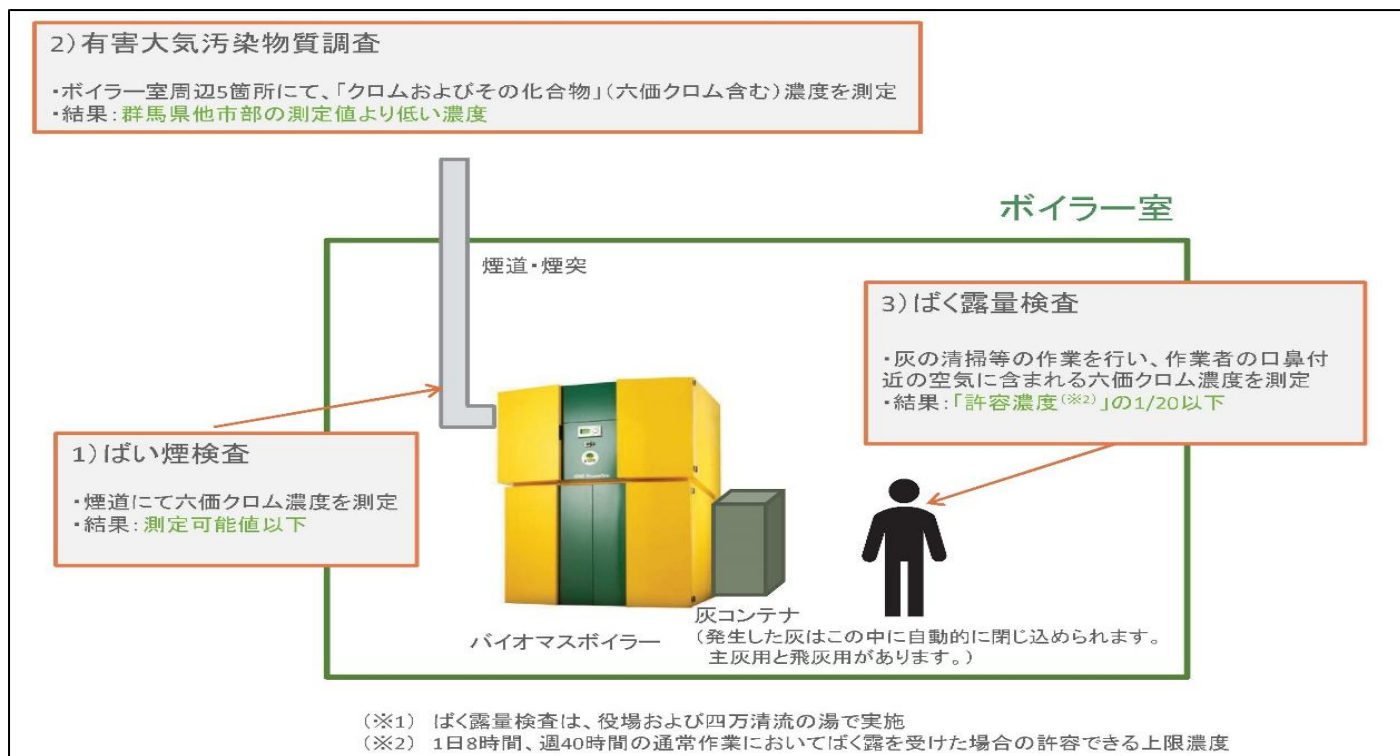 2)有害大気汚染物質調査
・ボイラー室周辺5箇所にて、「クロムおよびその化合物」(六価クロム含む)濃度を測定
・結果:群馬県他市部の測定値より低い濃度
ボイラー室
煙道・煙突
3)ばく露量検査
・灰の清掃等の作業を行い、作業者の口鼻付
近の空気に含まれる六価クロム濃度を測定
・結果:「許容濃度(※2)」の1/20以下
1)ばい煙検査
・煙道にて六価クロム濃度を測定
・結果:測定可能値以下
バイオマスボイラー
灰コンテナ
(発生した灰はこの中に自動的に閉じ込められます。
主灰用と飛灰用があります。)
(※1) ばく露量検査は、役場および四万清流の湯で実施
(※2) 1日8時間、週40時間の通常作業においてばく露を受けた場合の許容できる上限濃度